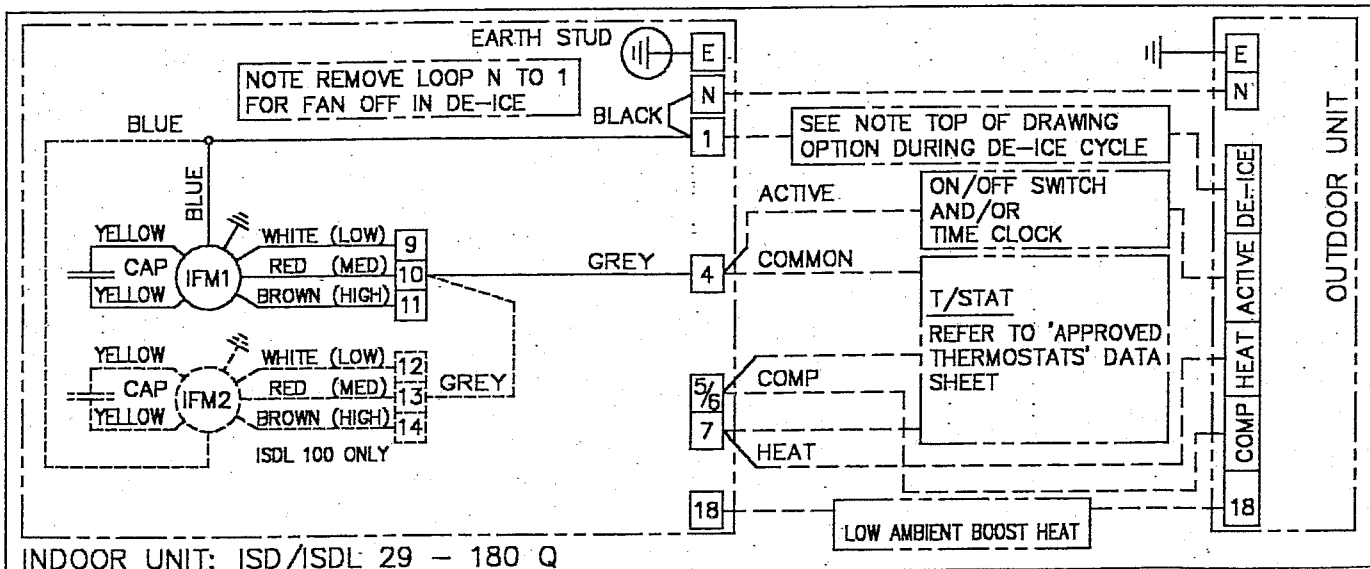 EARTH STUD
E
E
NOTE REMOVE LOOP N TO 1
FOR FAN OFF IN DE-ICE
N
N
BLACK
BLUE
1
SEE NOTE TOP OF DRAWING
OPTION DURING DE-ICE CYCLE
DE-ICE
OUTDOOR UNIT
BLUE
ACTIVE
ON/OFF SWITCH
AND/OR
TIME CLOCK
ACTIVE
YELLOW
WHITE (LOW)
9
CAP
IFM1
RED (MED)
10
GREY
4
COMMON
YELLOW
BROWN (HIGH)
11
T/STAT
REFER TO 'APPROVED
THERMOSTATS' DATA
SHEET
HEAT
YELLOW
WHITE (LOW)
12
CAP
IFM2
RED (MED)
13
GREY
5/6
COMP
YELLOW
BROWN (HIGH)
14
7
COMP
ISDL 100 ONLY
HEAT
18
LOW AMBIENT BOOST HEAT
18
INDOOR UNIT: ISD/ISDL 29 - 180 Q